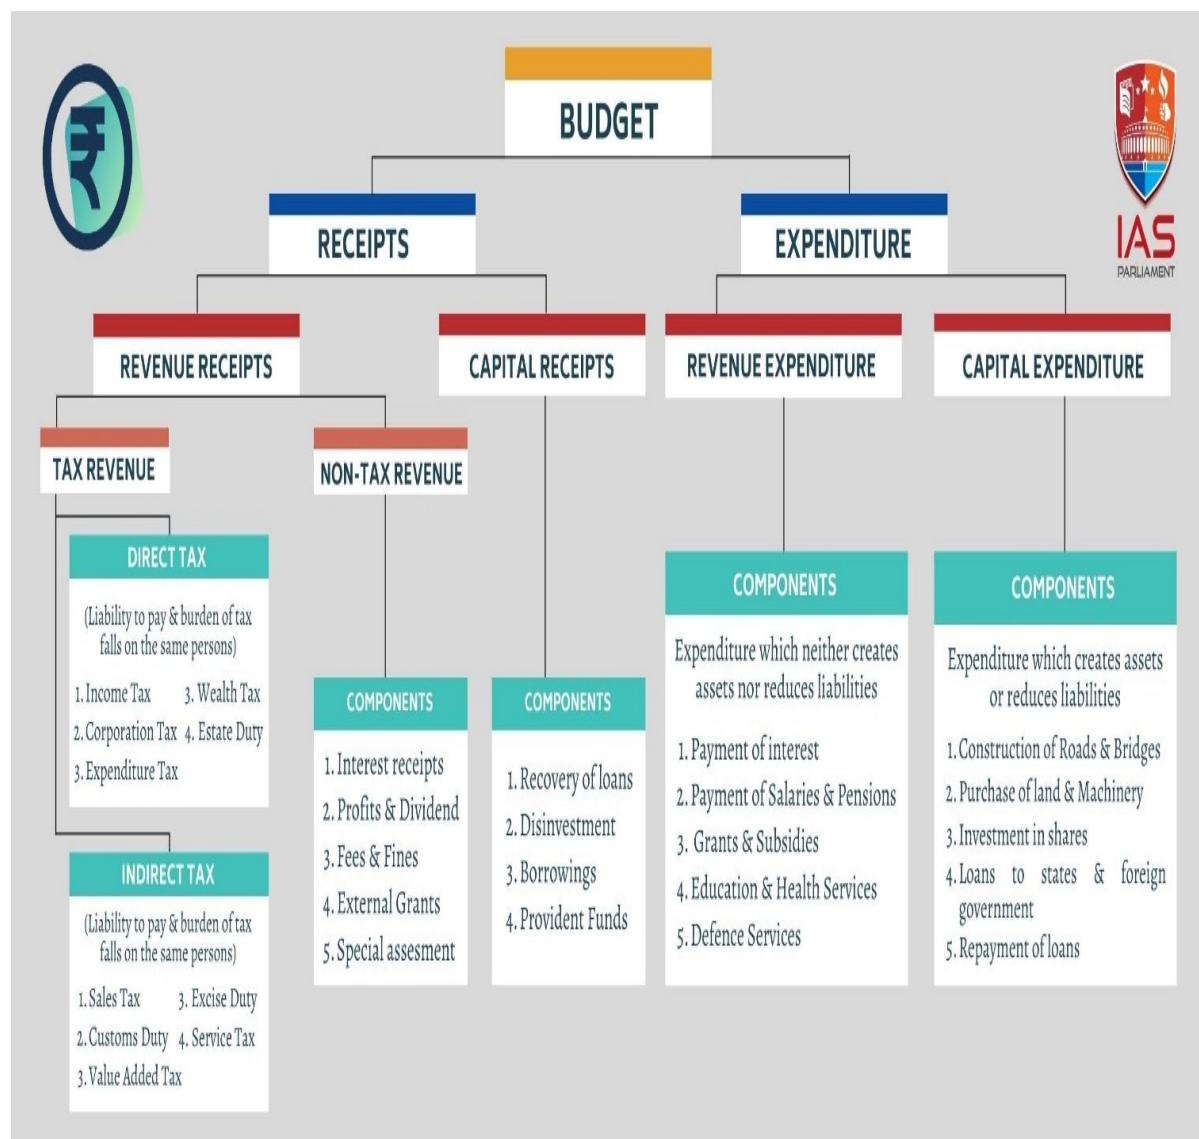 BUDGET
IAS
PARLIAMENT
RECEIPTS
EXPENDITURE
REVENUE RECEIPTS
CAPITAL RECEIPTS
REVENUE EXPENDITURE
CAPITAL EXPENDITURE
TAX REVENUE
NON-TAX REVENUE
DIRECT TAX
(Liability to pay & burden of tax
falls on the same persons)
1. Income Tax 3. Wealth Tax
2. Corporation Tax 4. Estate Duty
3. Expenditure Tax
INDIRECT TAX
(Liability to pay & burden of tax
falls on the same persons)
1. Sales Tax 3. Excise Duty
2. Customs Duty 4. Service Tax
3. Value Added Tax
COMPONENTS
1. Interest receipts
2. Profits & Dividend
3. Fees & Fines
4. External Grants
5. Special assesment
COMPONENTS
1. Recovery of loans
2. Disinvestment
3. Borrowings
4. Provident Funds
COMPONENTS
Expenditure which neither creates
assets nor reduces liabilities
1. Payment of interest
2. Payment of Salaries & Pensions
3. Grants & Subsidies
4. Education & Health Services
5. Defence Services
COMPONENTS
Expenditure which creates assets
or reduces liabilities
1. Construction of Roads & Bridges
2. Purchase of land & Machinery
3. Investment in shares
4. Loans to states & foreign
government
5. Repayment of loans